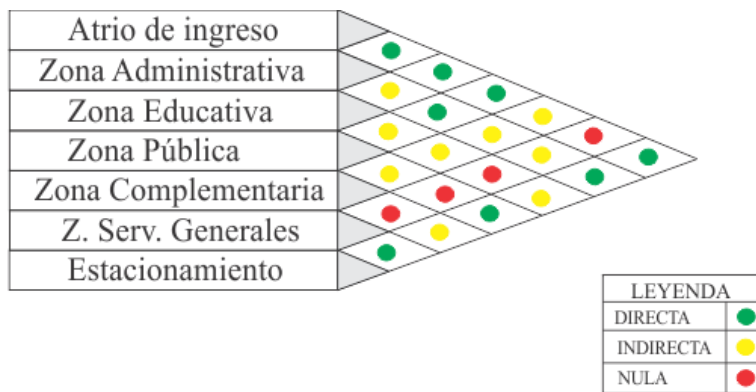 Atrio de ingreso
Zona Administrativa
Zona Educativa
Zona Pública
Zona Complementaria
Z. Serv. Generales
Estacionamiento
LEYENDA
DIRECTA
INDIRECTA
NULA